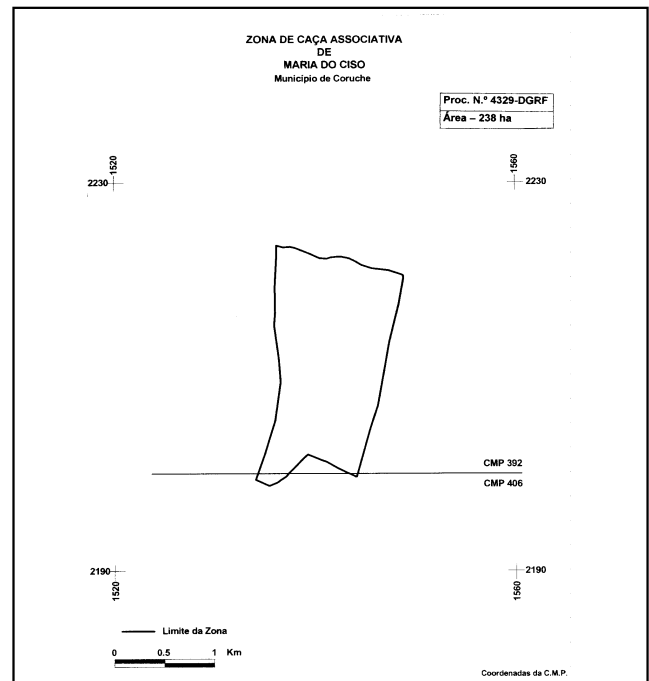 ZONA DE CAÇA ASSOCIATIVA
DE
MARIA DO CISO
Município de Coruche
Proc. N.º 4329-DGRF
Área – 238 ha
1520
1560
2230
2230
CMP 392
CMP 406
2190
2190
1520
1560
Limite da Zona
0 0.5 1 Km
Coordenadas da C.M.P.